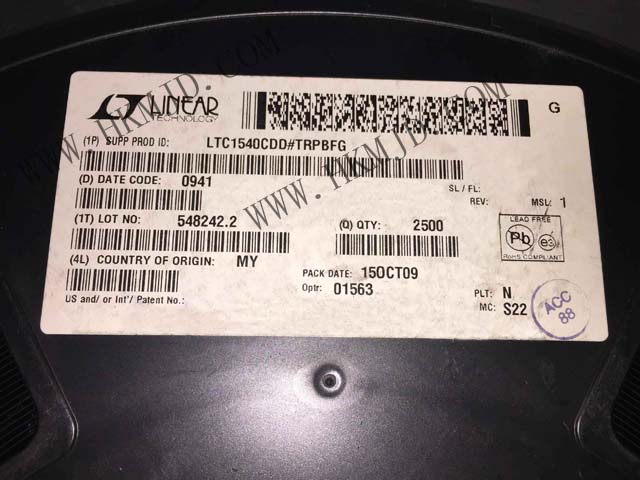 LINEAR
TECHNOLOGY
G
(1P) SUPP PROD ID: LTC1540CDD#TRPBFG
(D) DATE CODE: 0941
SL / FL:
REV: MSL: 1
(1T) LOT NO: 548242.2 (Q) QTY: 2500
LEAD FREE
Pb e3
RoHS COMPLIANT
(4L) COUNTRY OF ORIGIN: MY
PACK DATE: 15OCT09
US and/ or Int'/ Patent No.: Optr: 01563
PLT: N
MC: S22
ACC
88
WWW.HKMJD.COM
WWW.HKMJD.COM